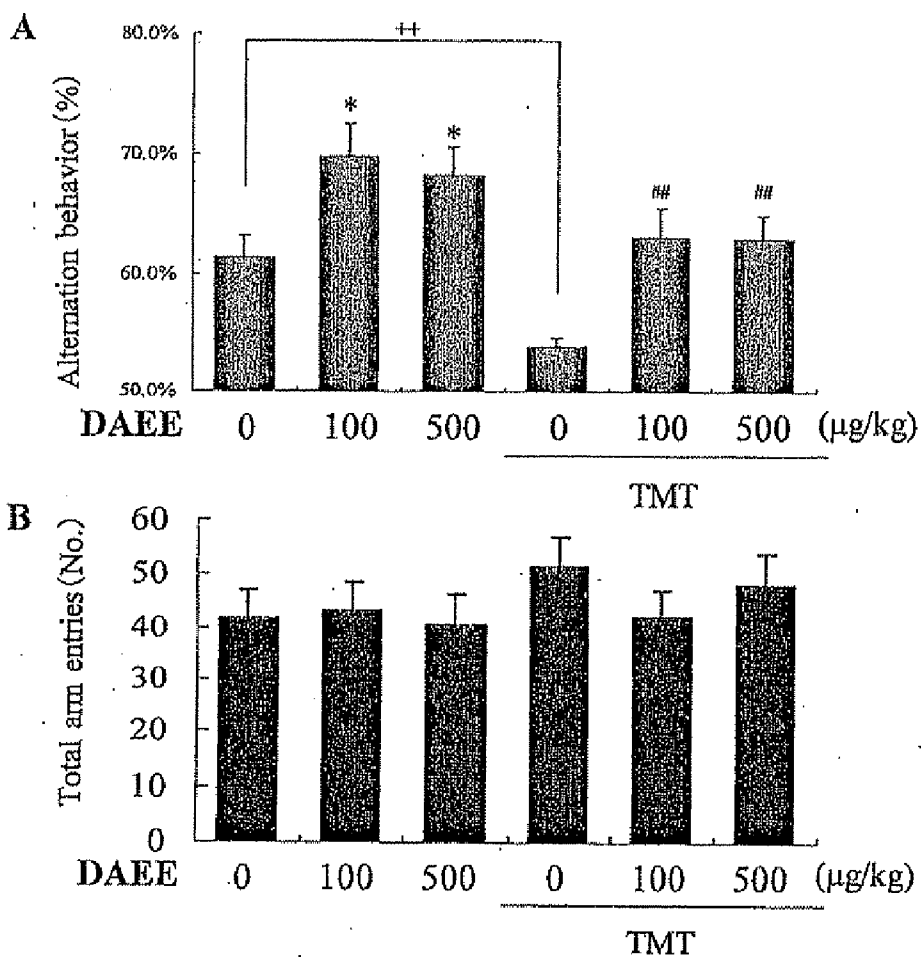 A
80.0%
++
Alternation behavior (%)
*
*
70.0%
##
##
60.0%
50.0%
DAEE 0 100 500 0 100 500 (µg/kg)
TMT
B
Total arm entries (No.)
60
50
40
30
20
10
0
DAEE 0 100 500 0 100 500 (µg/kg)
TMT